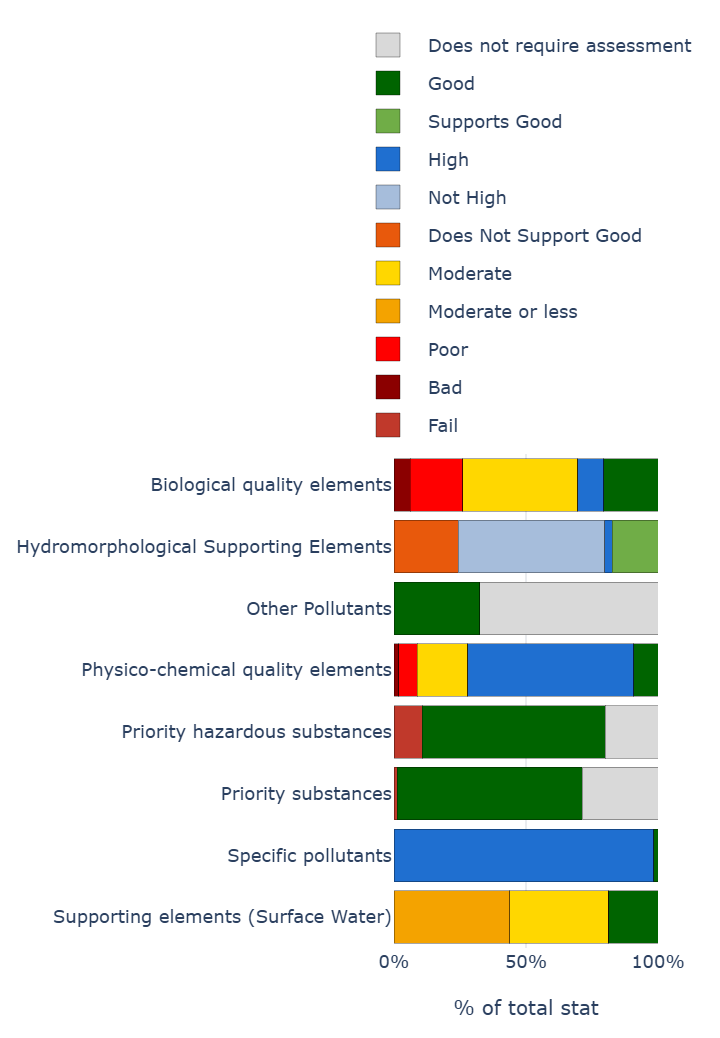 Does not require assessment
Good
Supports Good
High
Not High
Does Not Support Good
Moderate
Moderate or less
Poor
Bad
Fail
Biological quality elements
Hydromorphological Supporting Elements
Other Pollutants
Physico-chemical quality elements
Priority hazardous substances
Priority substances
Specific pollutants
Supporting elements (Surface Water)
0% 50% 100%
% of total stat